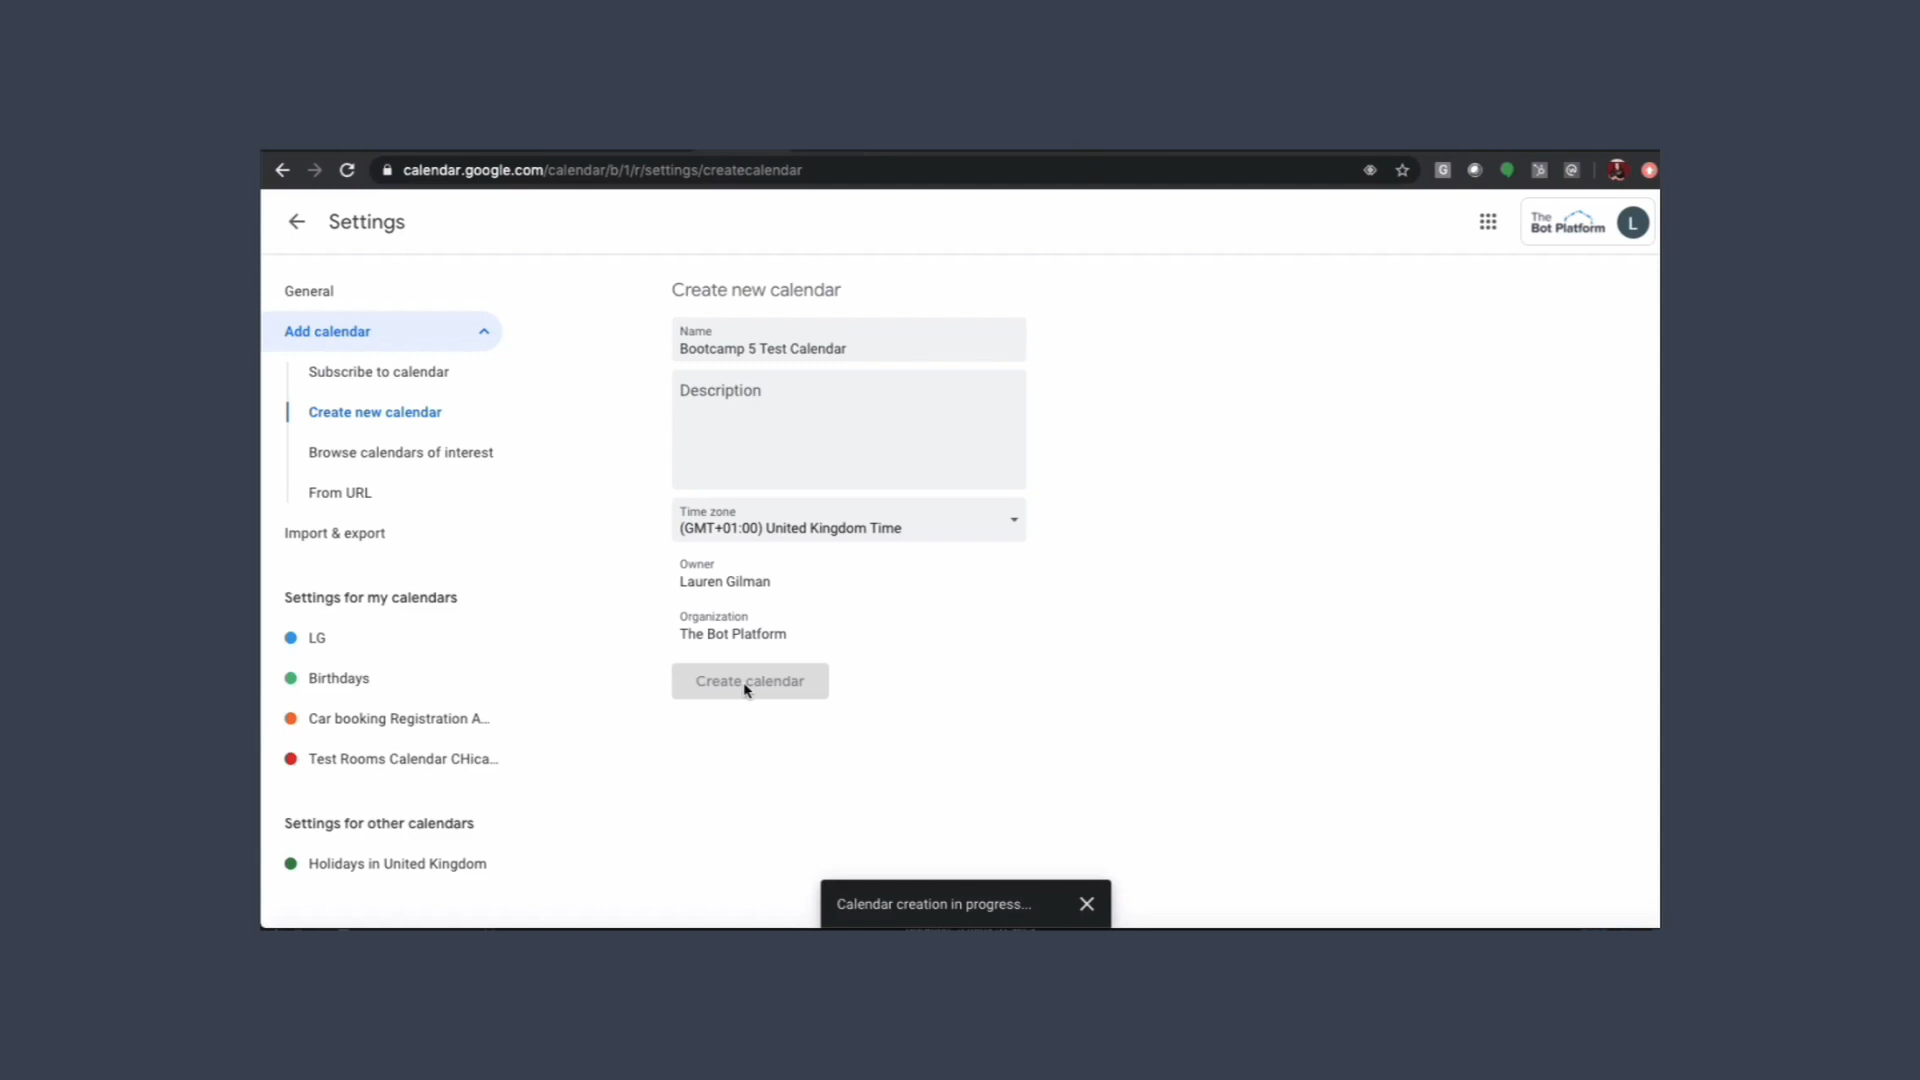 calendar.google.com/calendar/b/1/r/settings/createcalendar
G
Settings
The
Bot Platform
L
General
Add calendar
Subscribe to calendar
Create new calendar
Browse calendars of interest
From URL
Import & export
Settings for my calendars
LG
Birthdays
Car booking Registration A...
Test Rooms Calendar CHica...
Settings for other calendars
Holidays in United Kingdom
Create new calendar
Name
Bootcamp 5 Test Calendar
Description
Time zone
(GMT+01:00) United Kingdom Time
Owner
Lauren Gilman
Organization
The Bot Platform
Create calendar
Calendar creation in progress...